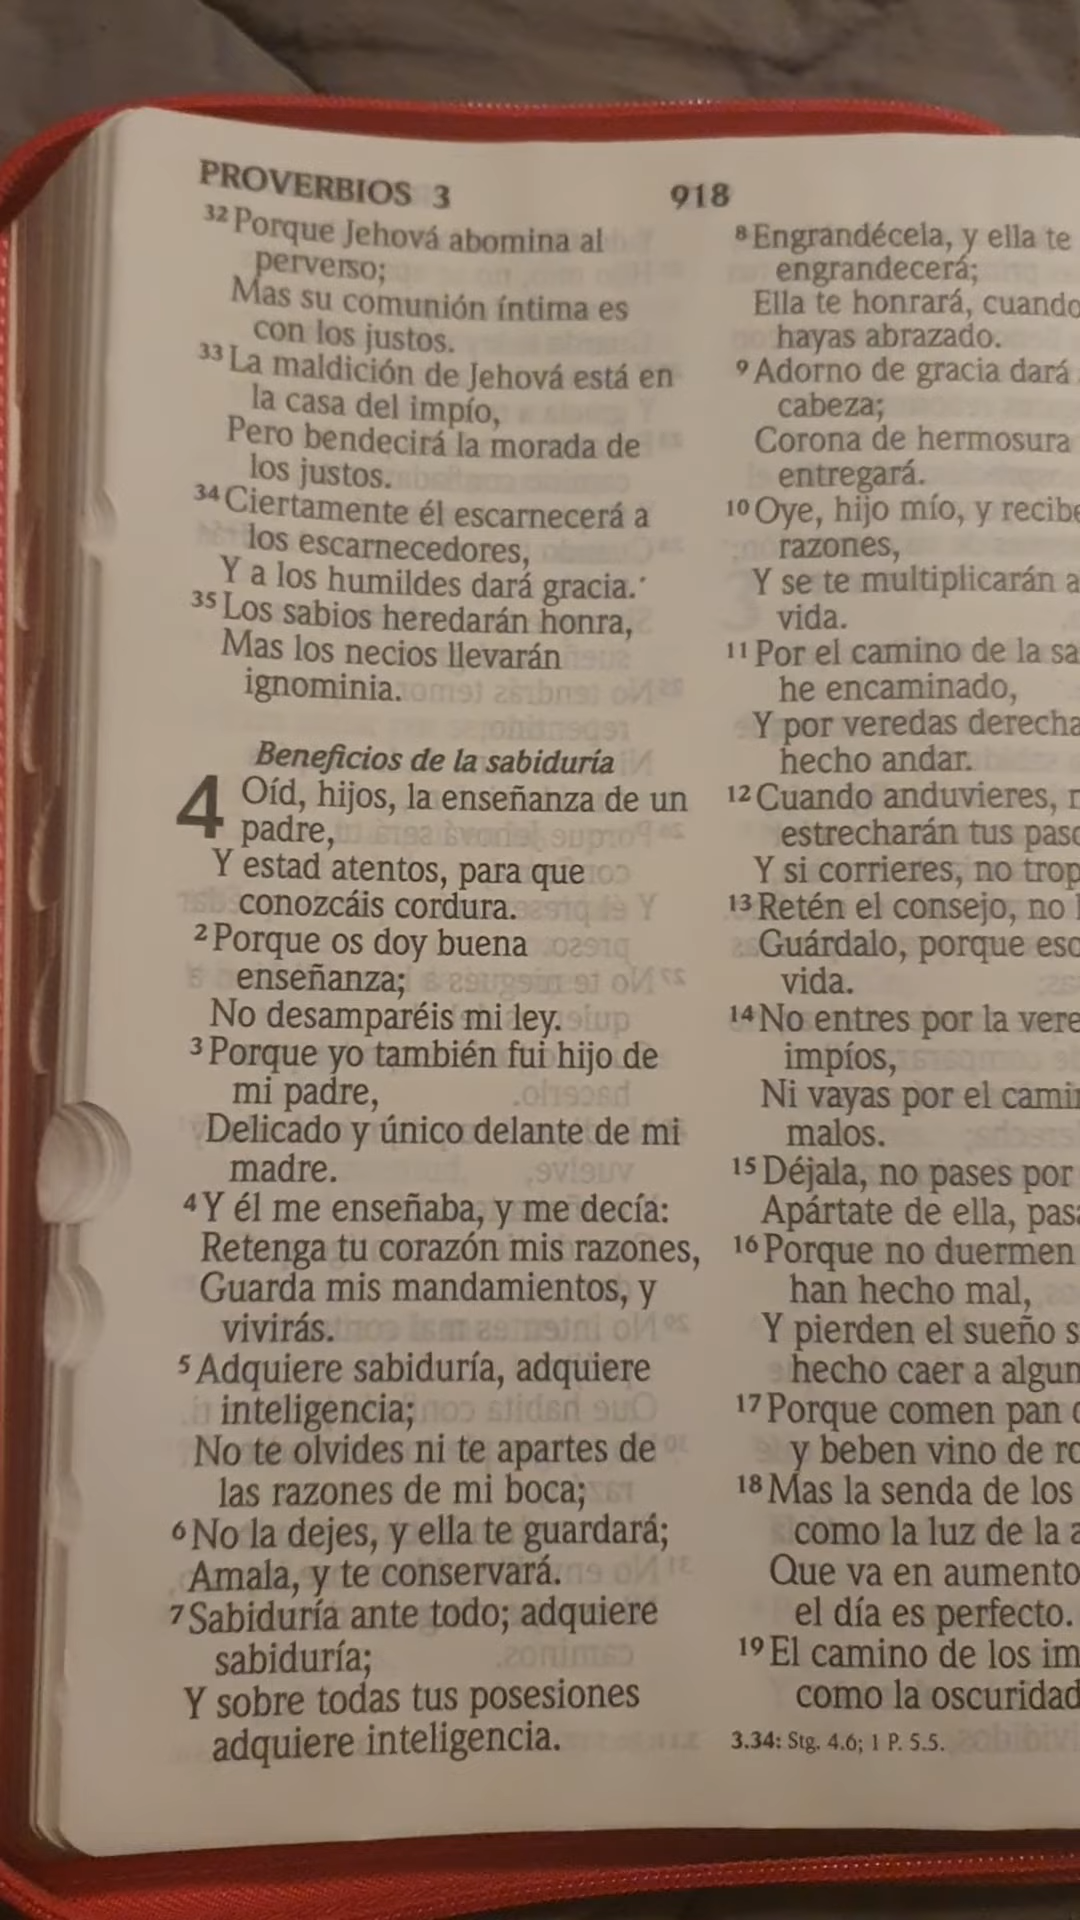 PROVERBIOS 3
918
32 Porque Jehová abomina al
perverso;
Mas su comunión íntima es
con los justos.
33 La maldición de Jehová está en
la casa del impío,
Pero bendecirá la morada de
los justos.
34 Ciertamente él escarnecerá a
los escarnecedores,
Y a los humildes dará gracia.
35 Los sabios heredarán honra,
Mas los necios llevarán
ignominia.
Beneficios de la sabiduría
4 Oíd, hijos, la enseñanza de un
padre,
Y estad atentos, para que
conozcáis cordura.
2 Porque os doy buena
enseñanza;
No desamparéis mi ley.
3 Porque yo también fui hijo de
mi padre,
Delicado y único delante de mi
madre.
4 Y él me enseñaba, y me decía:
Retenga tu corazón mis razones,
Guarda mis mandamientos, y
vivirás.
5 Adquiere sabiduría, adquiere
inteligencia;
No te olvides ni te apartes de
las razones de mi boca;
6 No la dejes, y ella te guardará;
Amala, y te conservará.
7 Sabiduría ante todo; adquiere
sabiduría;
Y sobre todas tus posesiones
adquiere inteligencia.
8 Engrandécela, y ella te
engrandecerá;
Ella te honrará, cuando
hayas abrazado.
9 Adorno de gracia dará
cabeza;
Corona de hermosura
entregará.
10 Oye, hijo mío, y recibe
razones,
Y se te multiplicarán
vida.
11 Por el camino de la
he encaminado,
Y por veredas
hecho andar.
12 Cuando anduvieres,
estrecharán tus
Y si corrieres, no
13 Retén el consejo, no
Guárdalo, porque
vida.
14 No entres por la
impíos,
Ni vayas por el
malos.
15 Déjala, no pases por
Apártate de ella,
16 Porque no duermen
han hecho mal,
Y pierden el sueño
hecho caer a
17 Porque comen pan
y beben vino de
18 Mas la senda de los
como la luz de la
Que va en aumento
el día es perfecto.
19 El camino de los
como la oscuridad
3.34: Stg. 4.6; 1 P. 5.5.